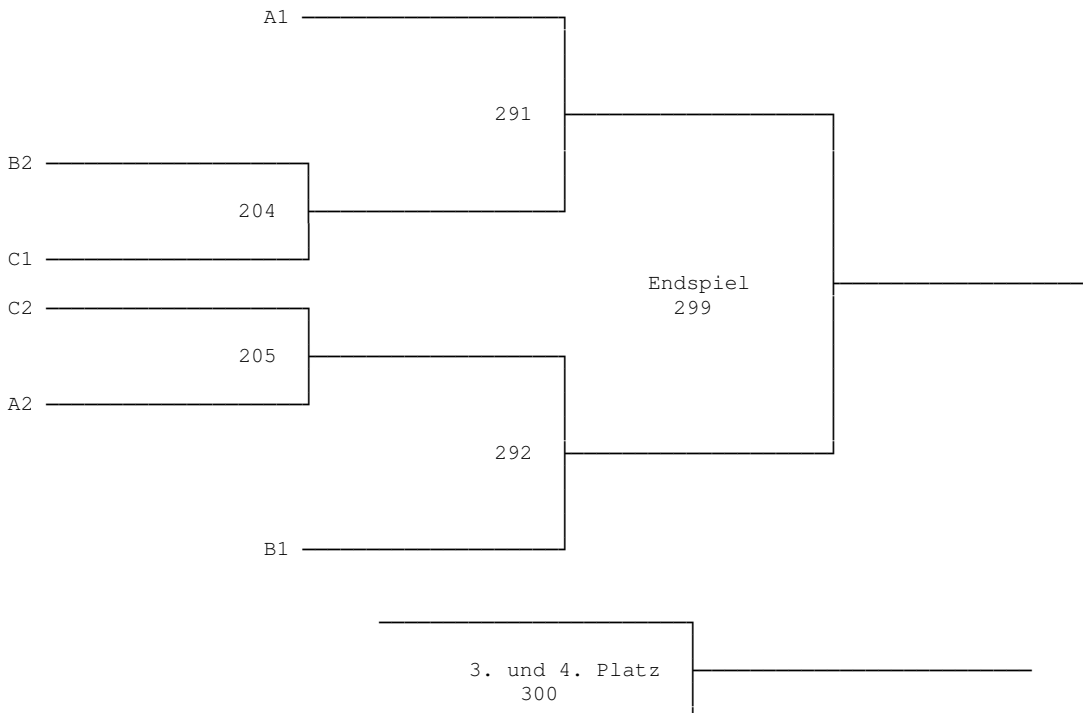 A1
291
B2
204
C1
Endspiel
299
C2
205
A2
292
B1
3. und 4. Platz
300